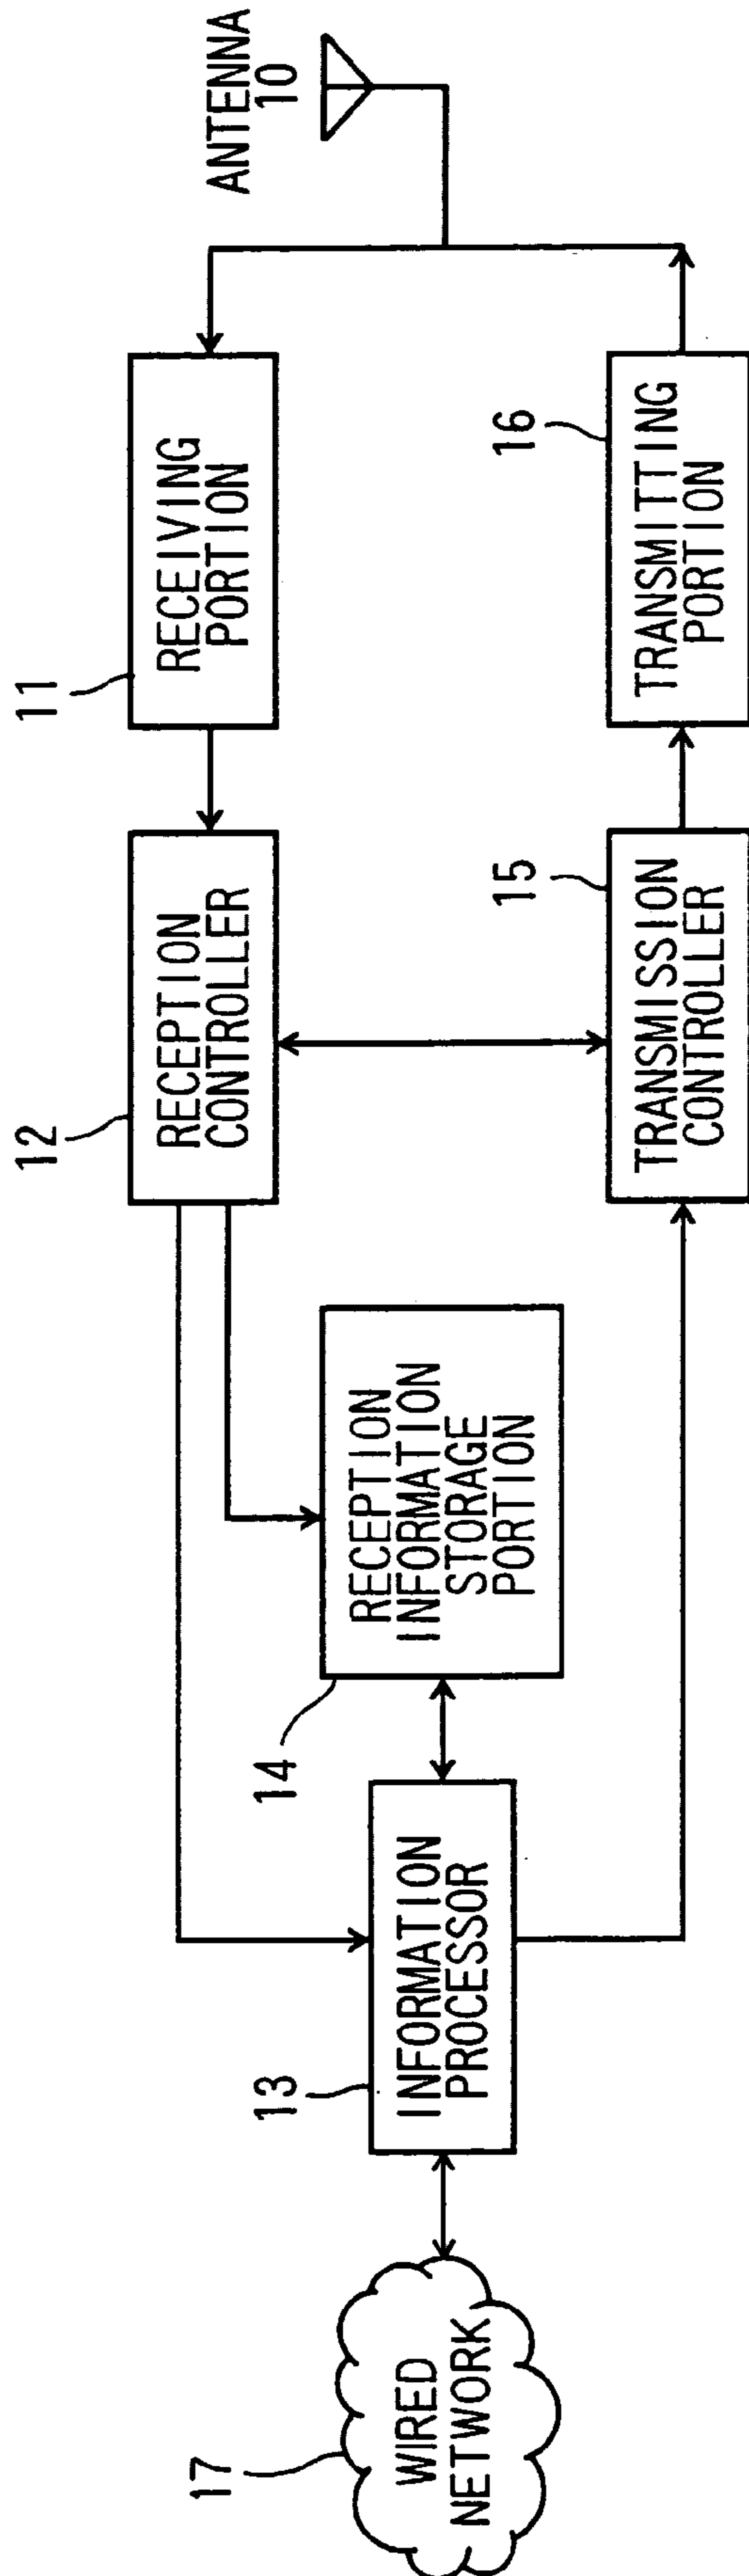 ANTENNA
10
11
RECEIVING
PORTION
12
RECEPTION
CONTROLLER
16
TRANSMITTING
PORTION
15
TRANSMISSION
CONTROLLER
14
RECEPTION
INFORMATION
STORAGE
PORTION
13
INFORMATION
PROCESSOR
17
WIRED
NETWORK